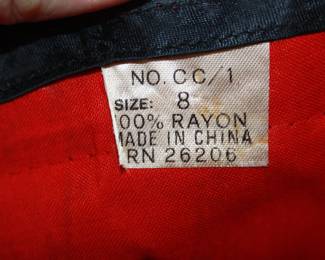 NO. CC/1
SIZE: 8
100% RAYON
MADE IN CHINA
RN 26206